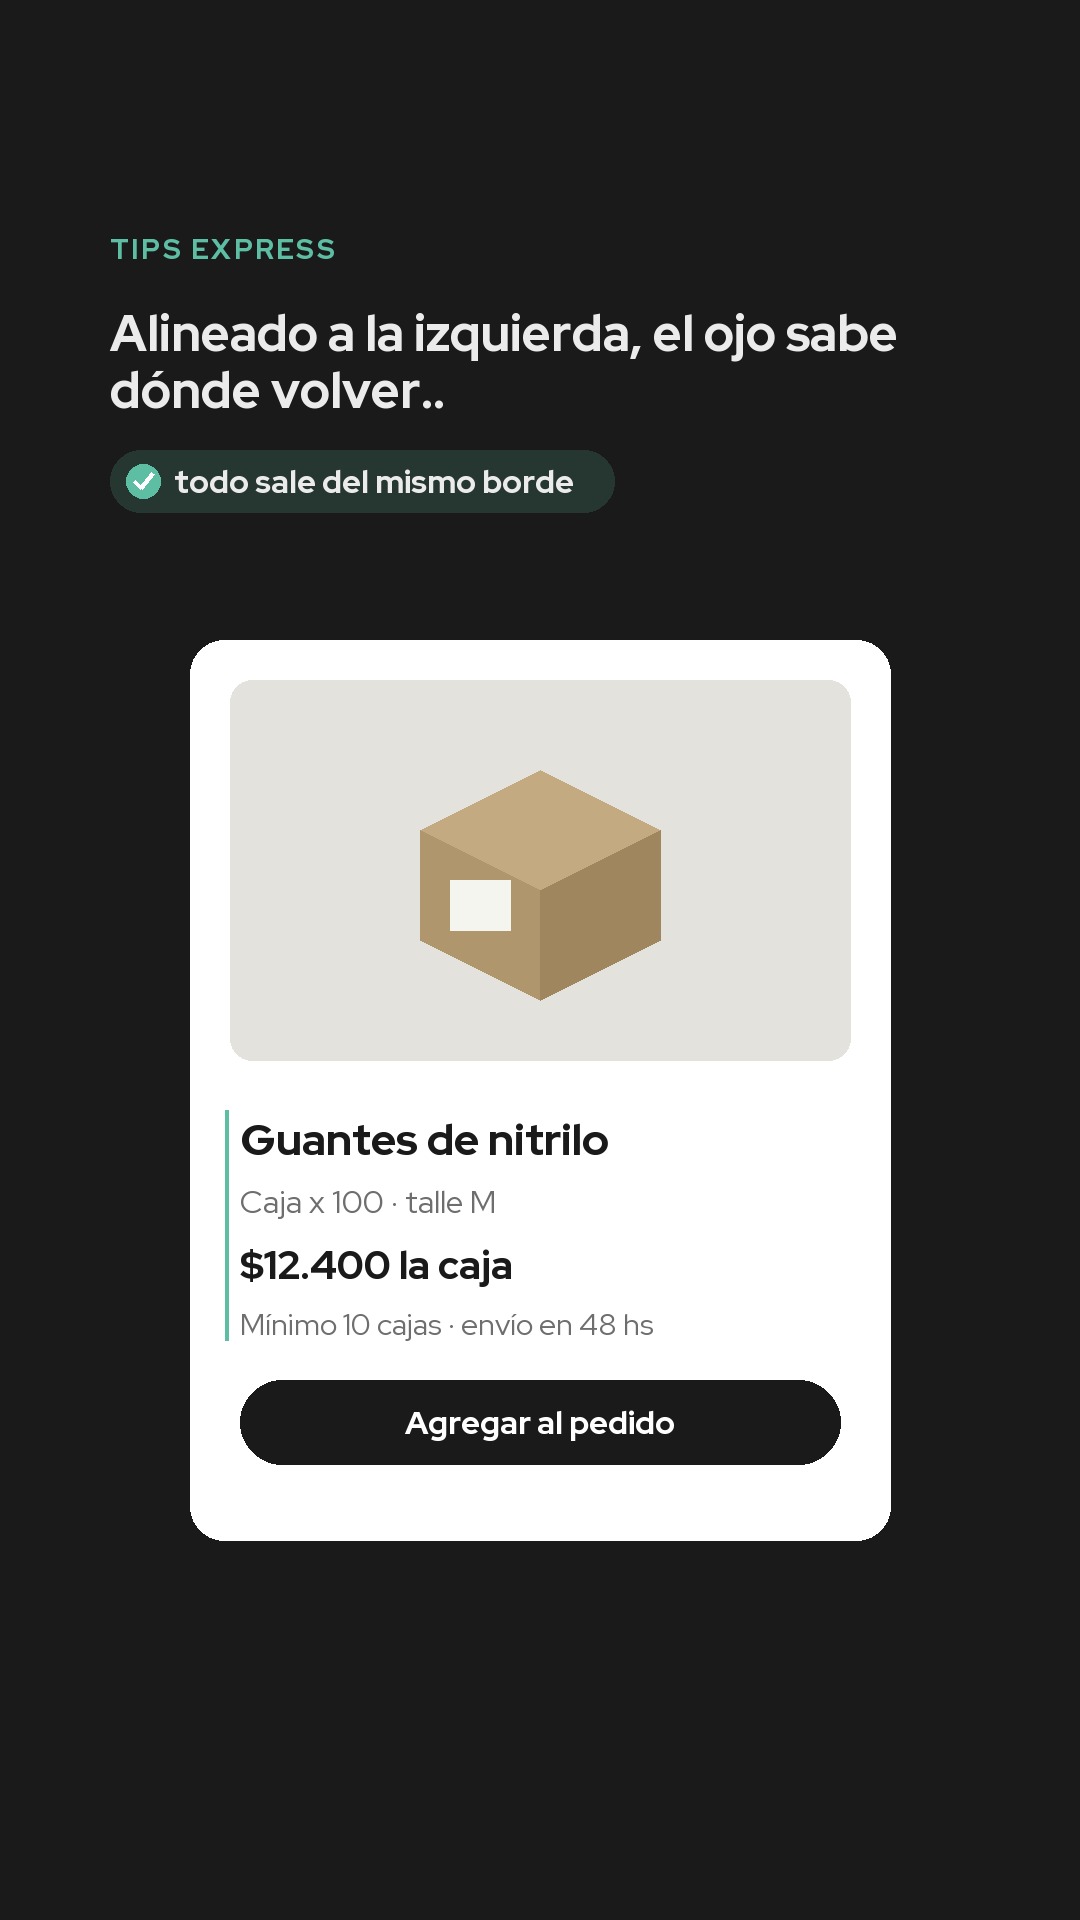 TIPS EXPRESS
Alineado a la izquierda, el ojo sabe
dónde volver..
todo sale del mismo borde
Guantes de nitrilo
Caja x 100 · talle M
$12.400 la caja
Mínimo 10 cajas · envío en 48 hs
Agregar al pedido